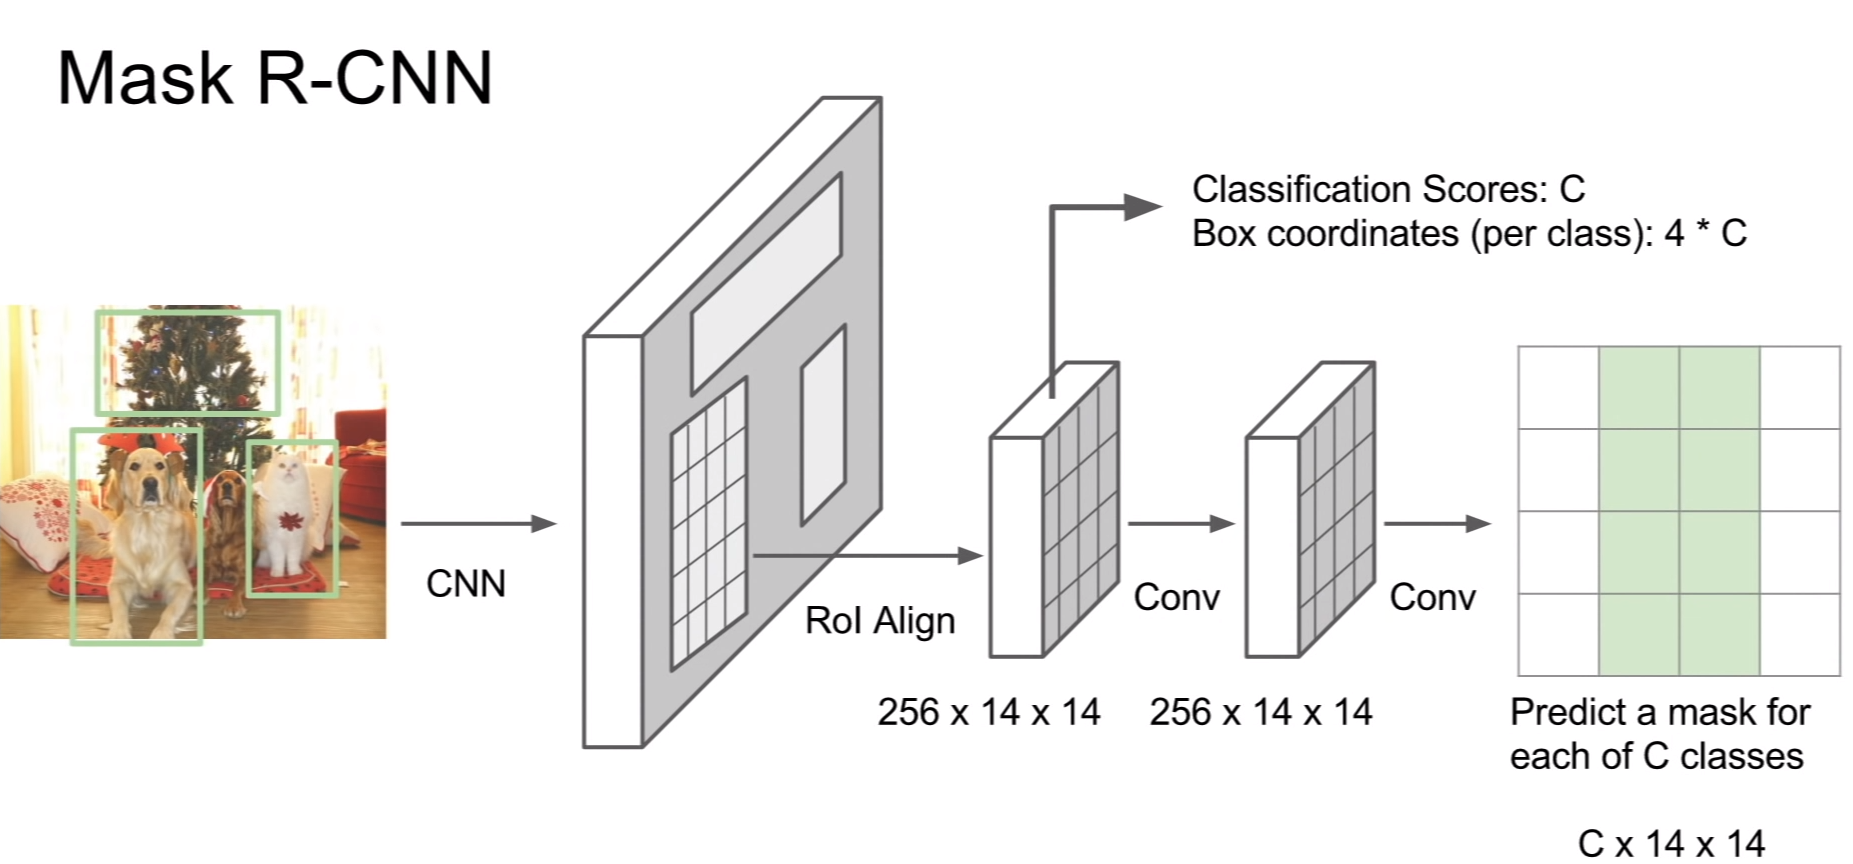 Mask R-CNN
Classification Scores: C
Box coordinates (per class): 4 * C
CNN
RoI Align
Conv
Conv
256 x 14 x 14
256 x 14 x 14
Predict a mask for
each of C classes
C x 14 x 14